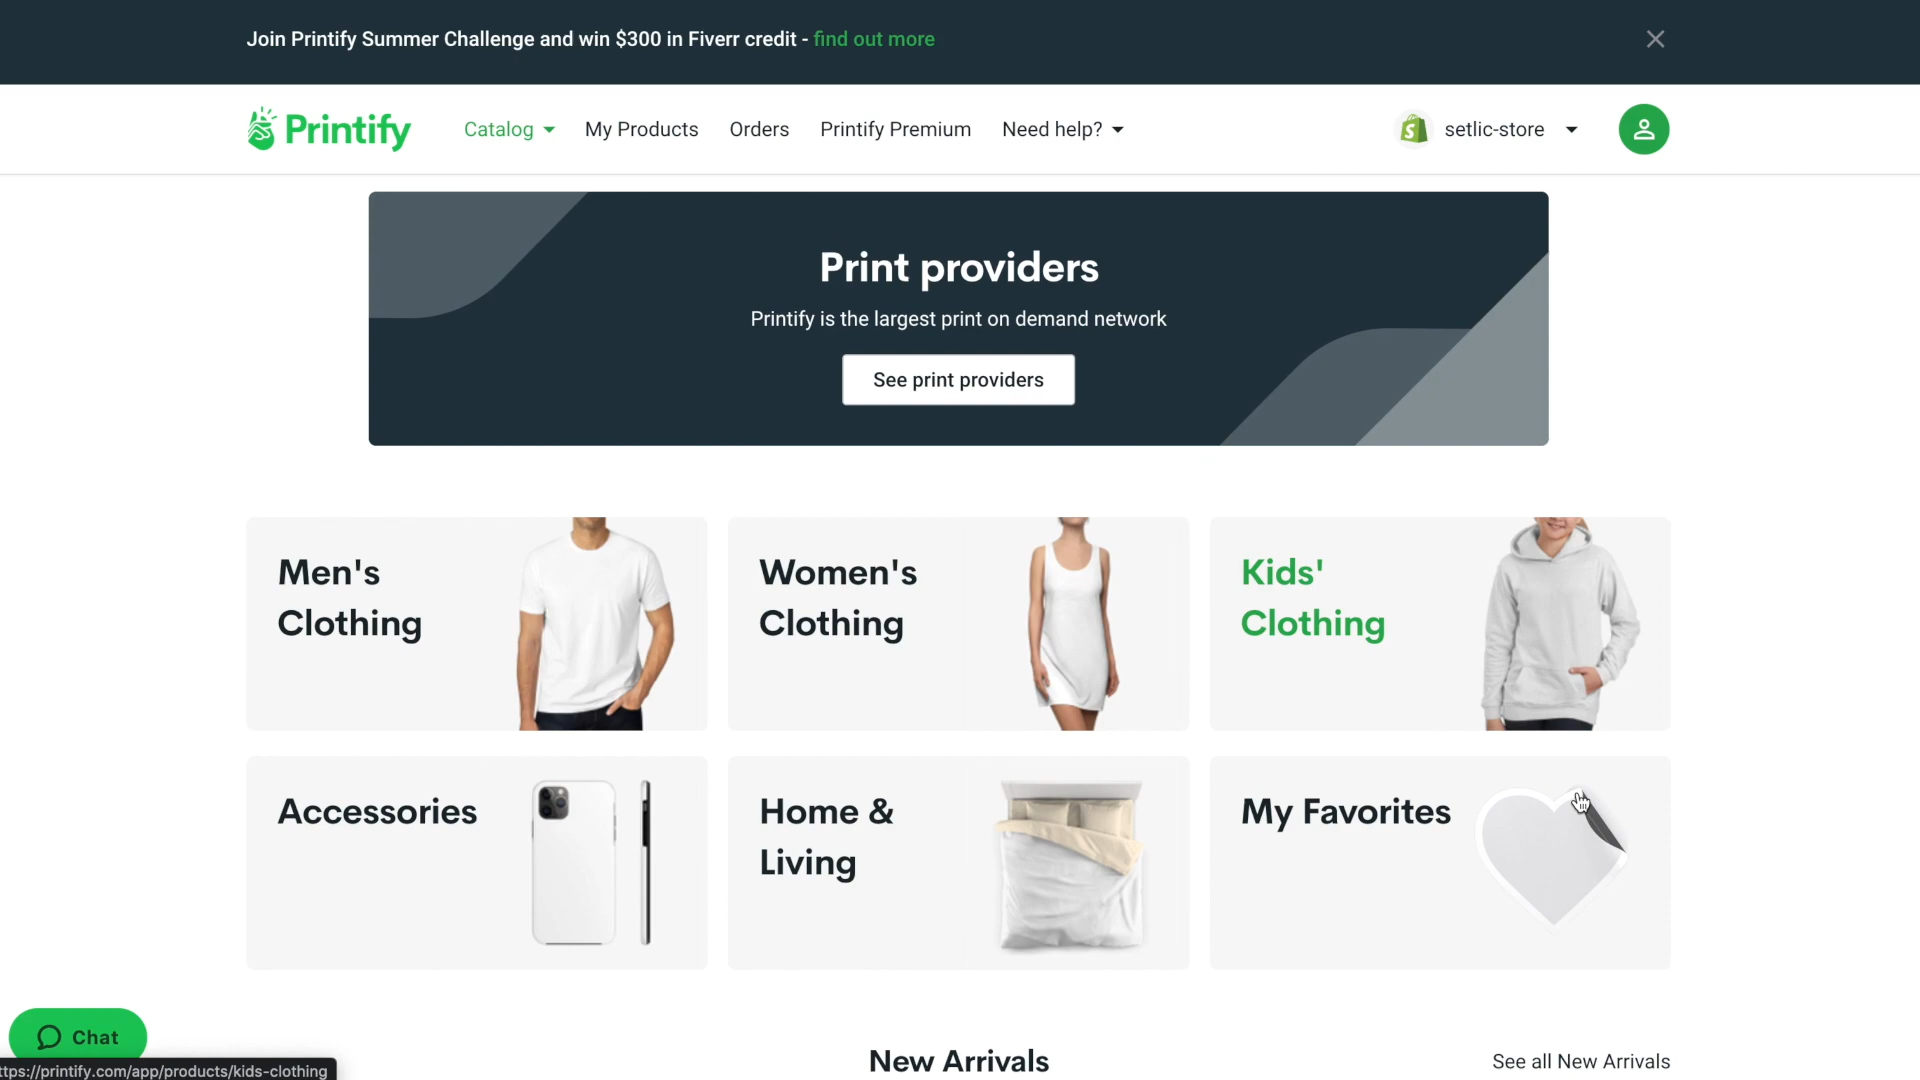 Join Printify Summer Challenge and win $300 in Fiverr credit - find out more
Printify
Catalog
My Products
Orders
Printify Premium
Need help?
setlic-store
Print providers
Printify is the largest print on demand network
See print providers
Men's
Clothing
Women's
Clothing
Kids'
Clothing
Accessories
Home &
Living
My Favorites
Chat
ttps://printify.com/app/products/kids-clothing
New Arrivals
See all New Arrivals